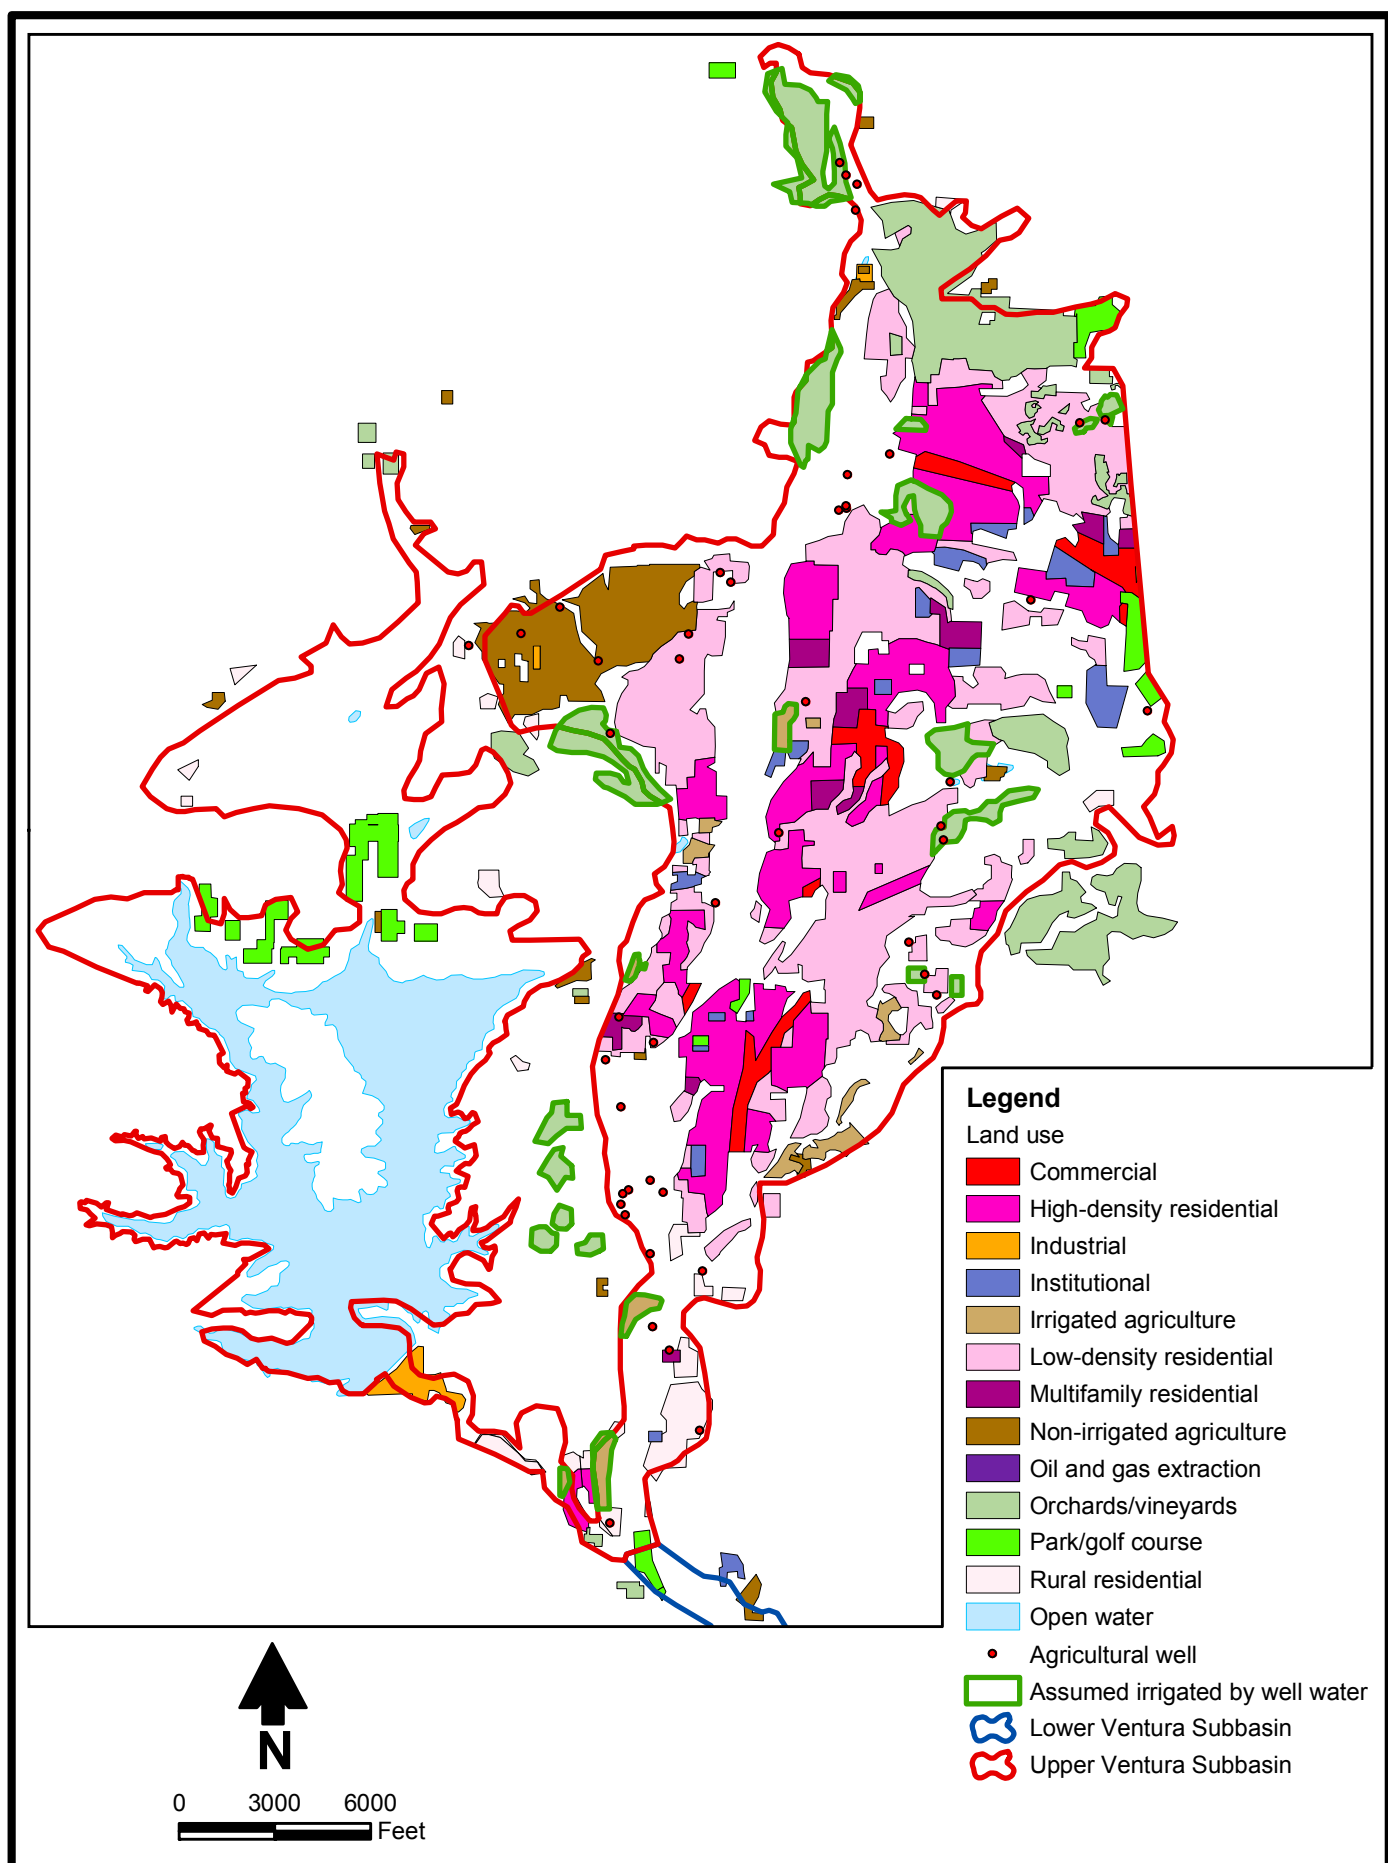 Legend
Land use
Commercial
High-density residential
Industrial
Institutional
Irrigated agriculture
Low-density residential
Multifamily residential
Non-irrigated agriculture
Oil and gas extraction
Orchards/vineyards
Park/golf course
Rural residential
Open water
Agricultural well
Assumed irrigated by well water
Lower Ventura Subbasin
Upper Ventura Subbasin
N
0 3000 6000
Feet